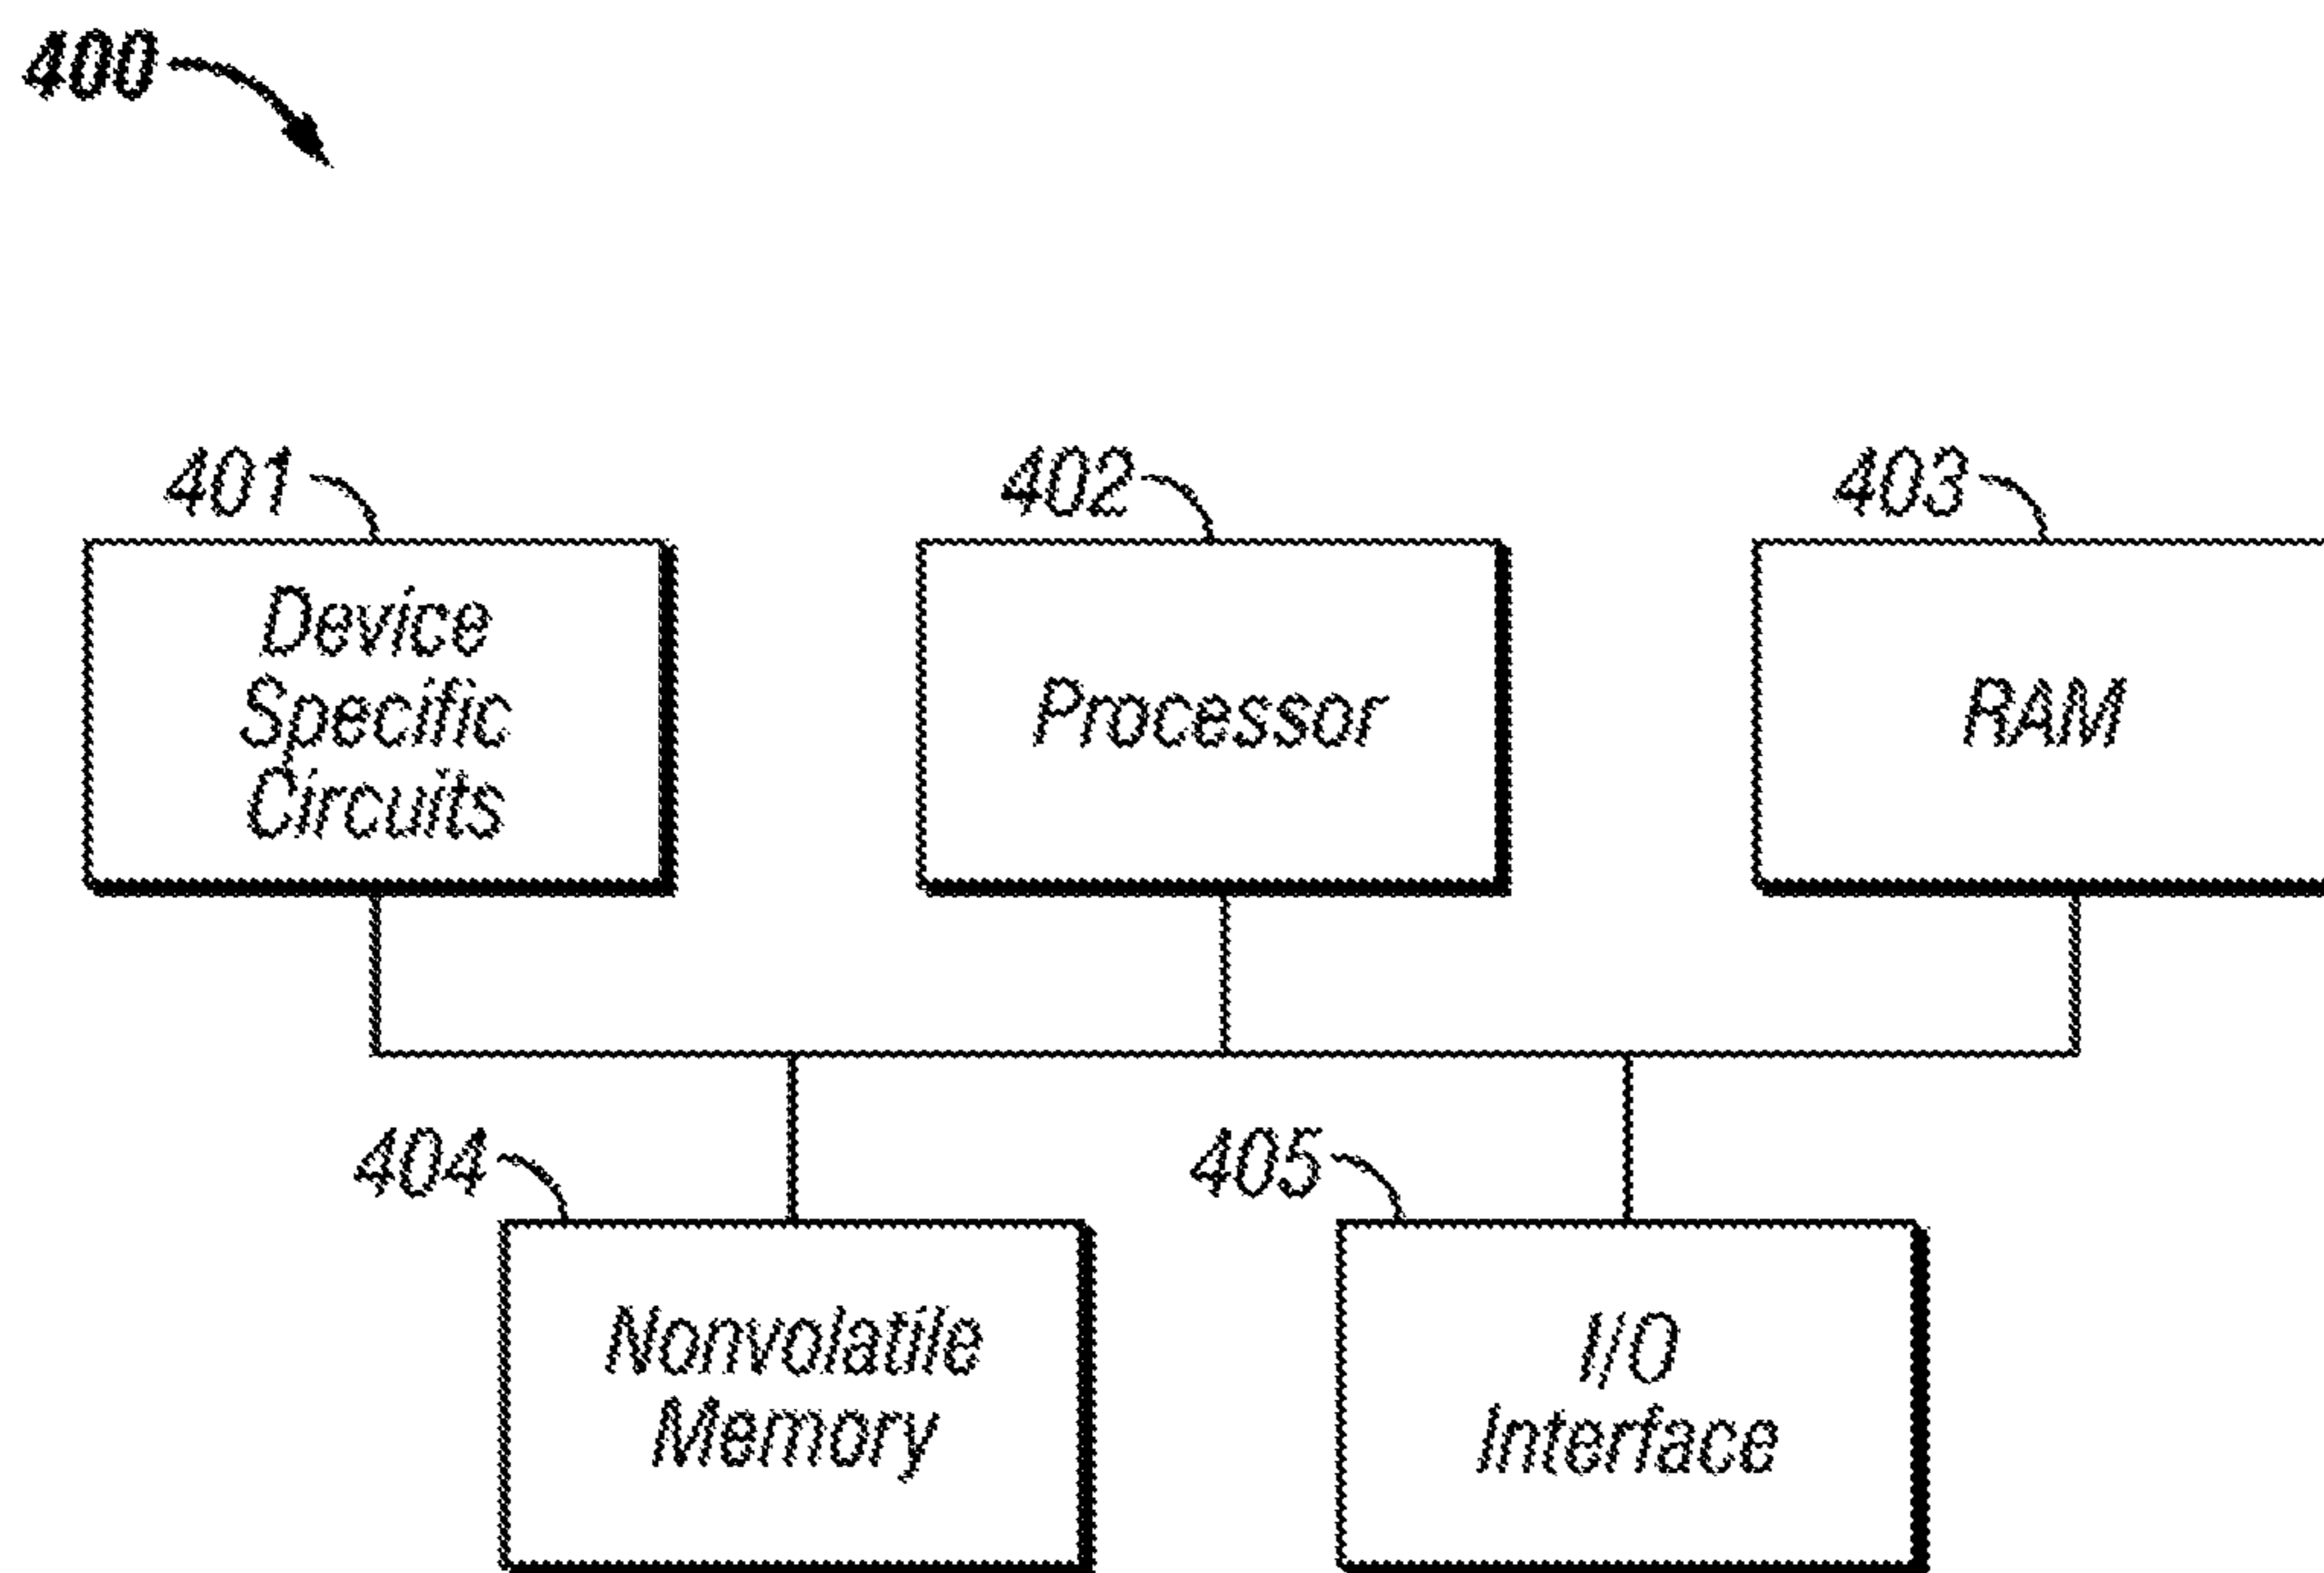 400
401
402
403
Device
Specific
Circuits
Processor
RAM
404
405
Nonvolatile
Memory
I/O
Interface